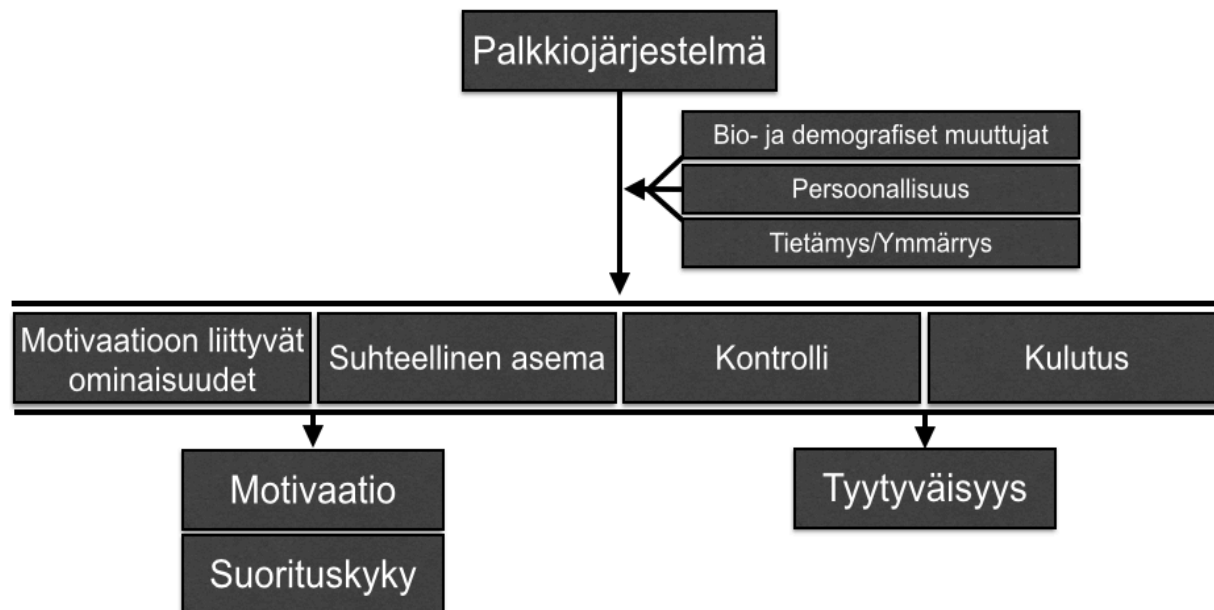 Palkkiojärjestelmä
Bio- ja demografiset muuttujat
Persoonallisuus
Tietämys/Ymmärrys
Motivaatioon liittyvät
ominaisuudet
Suhteellinen asema
Kontrolli
Kulutus
Motivaatio
Suorituskyky
Tyytyväisyys